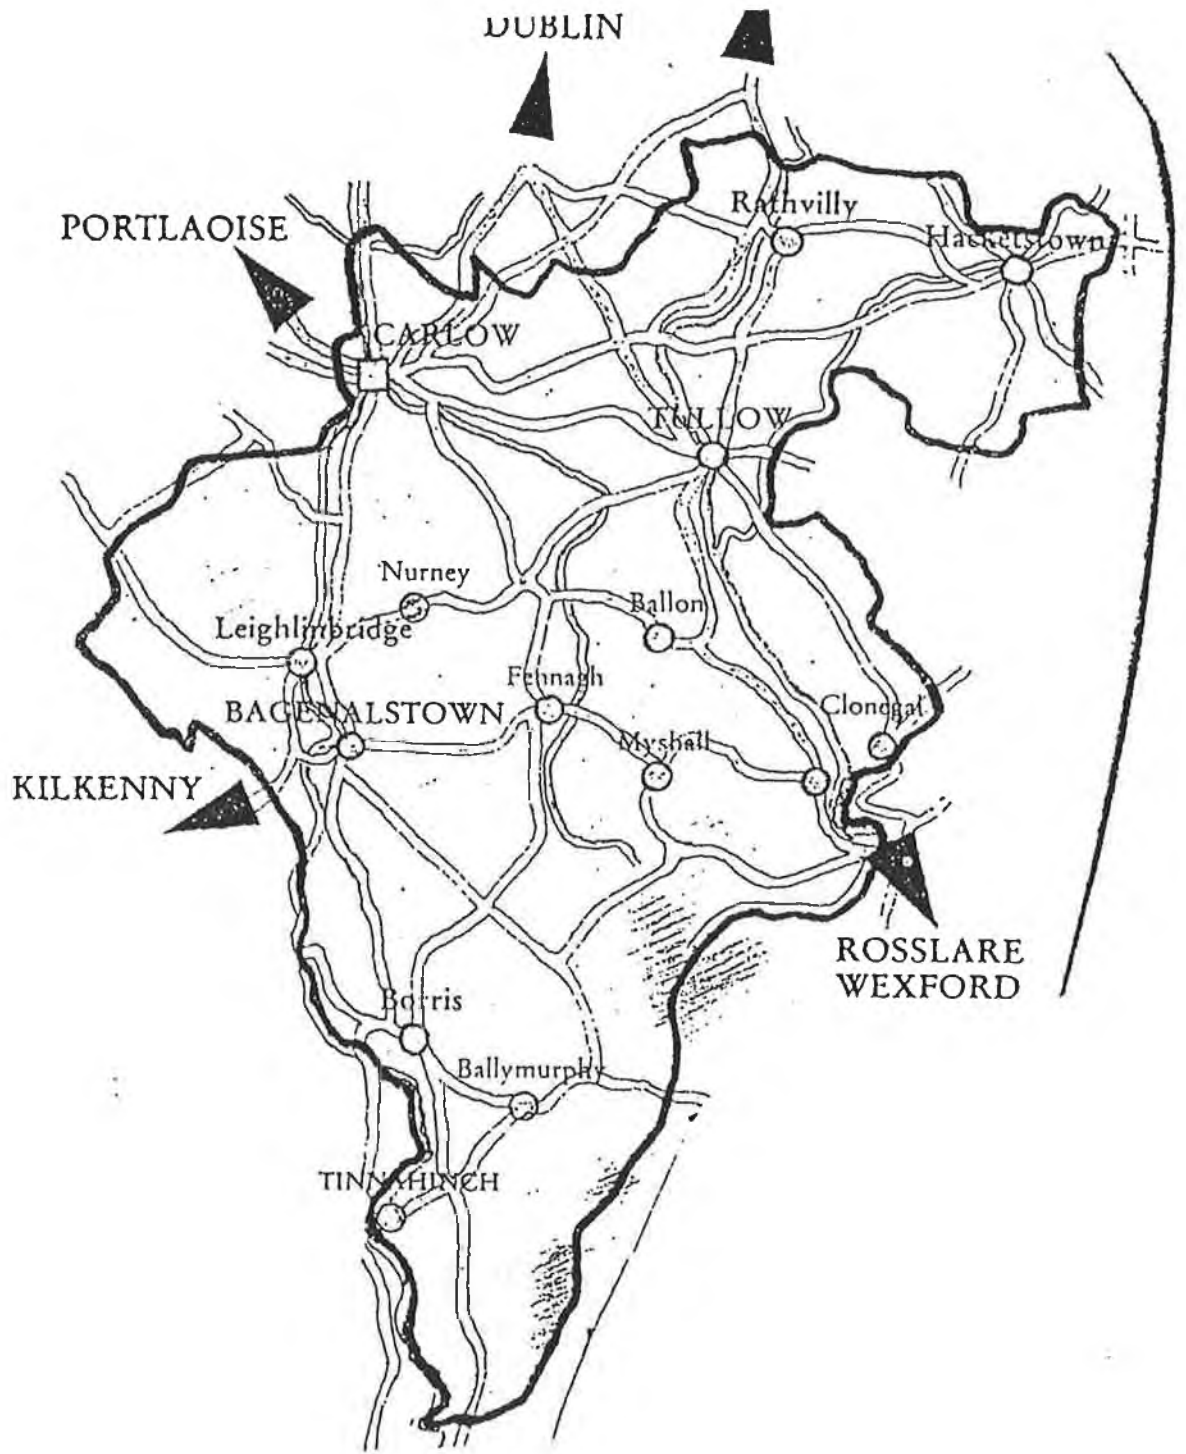 DUBLIN
Rathvilly
PORTLAOISE
Hacketstown
CARLOW
TULLOW
Nurney
Ballon
Leighlinbridge
Fennagh
BAGENALSTOWN
Clonegal
Myshall
KILKENNY
ROSSLARE
WEXFORD
Borris
Ballymurphy
TINNAHINCH